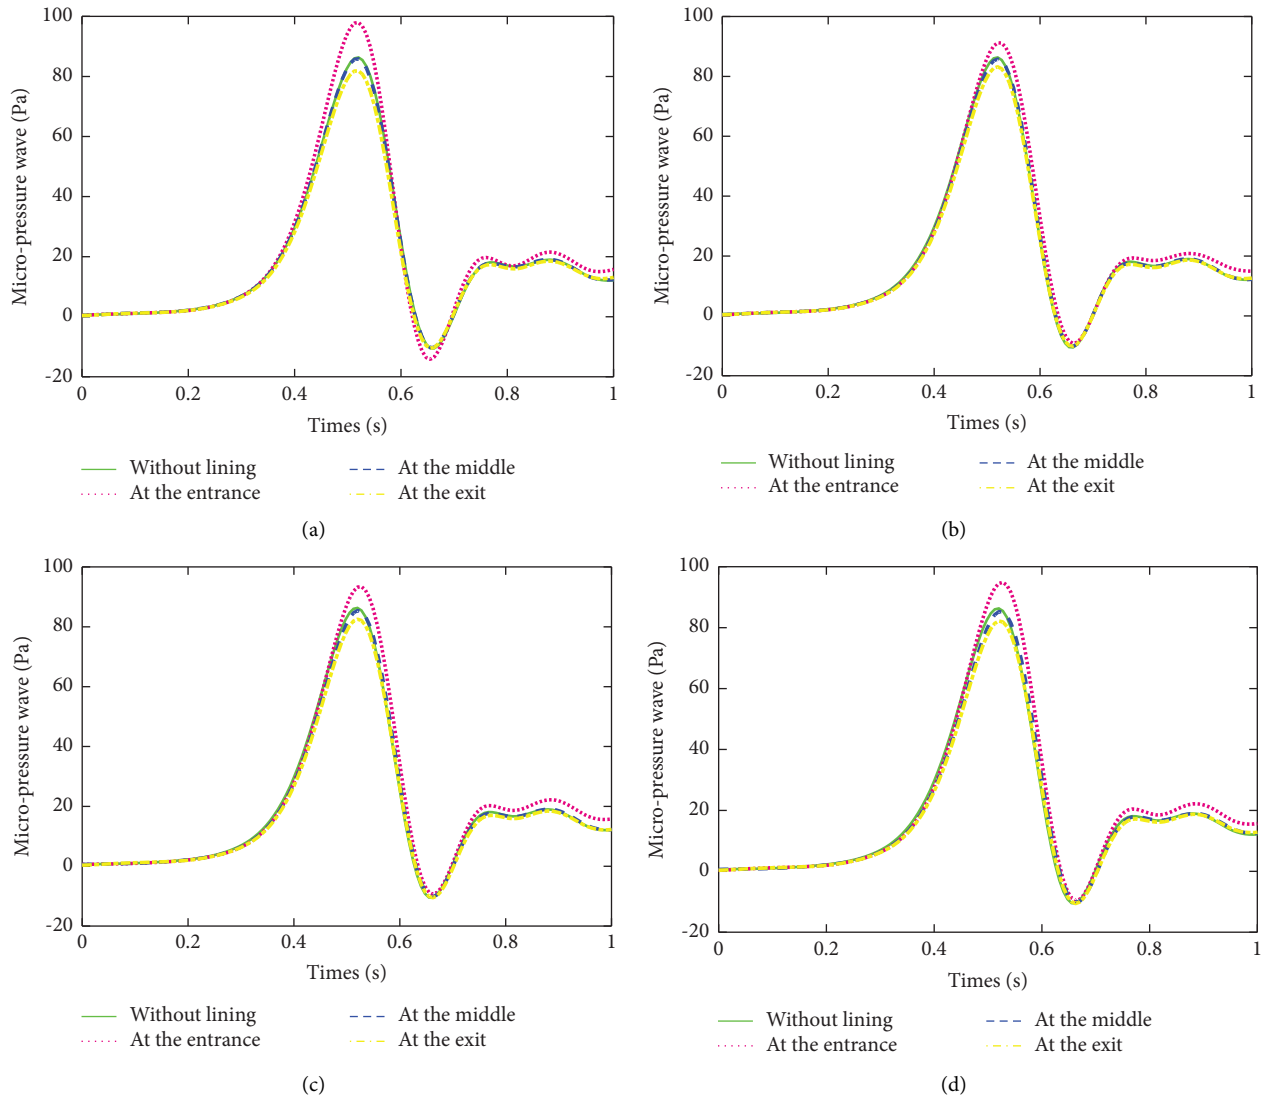 100
80
60
40
20
0
-20
Micro-pressure wave (Pa)
0 0.2 0.4 0.6 0.8 1
Times (s)
Without lining At the middle
At the entrance At the exit
(a)
100
80
60
40
20
0
-20
Micro-pressure wave (Pa)
0 0.2 0.4 0.6 0.8 1
Times (s)
Without lining At the middle
At the entrance At the exit
(b)
100
80
60
40
20
0
-20
Micro-pressure wave (Pa)
0 0.2 0.4 0.6 0.8 1
Times (s)
Without lining At the middle
At the entrance At the exit
(c)
100
80
60
40
20
0
-20
Micro-pressure wave (Pa)
0 0.2 0.4 0.6 0.8 1
Times (s)
Without lining At the middle
At the entrance At the exit
(d)